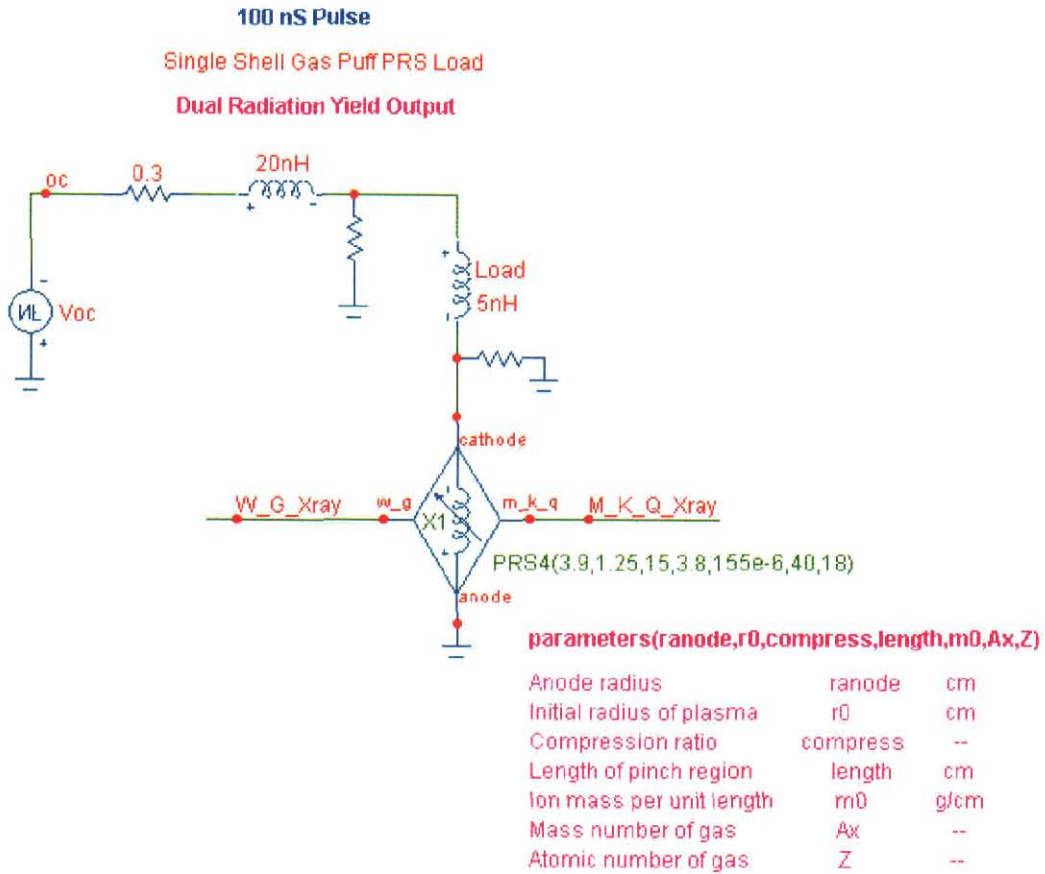 100 nS Pulse
Single Shell Gas Puff PRS Load
Dual Radiation Yield Output
oc
0.3
20nH
+
-
+
Load
5nH
-
-
NL
Voc
+
cathode
W_G_Xray
w_g
X1
m_k_q
M_K_Q_Xray
-
+
PRS4(3.9,1.25,15,3.8,155e-6,40,18)
anode
parameters(ranode,r0,compress,length,m0,Ax,Z)
Anode radius ranode cm
Initial radius of plasma r0 cm
Compression ratio compress --
Length of pinch region length cm
Ion mass per unit length m0 g/cm
Mass number of gas Ax --
Atomic number of gas Z --